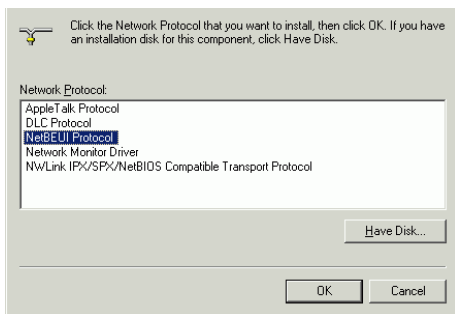 Click the Network Protocol that you want to install, then click OK. If you have
an installation disk for this component, click Have Disk.
Network Protocol:
AppleTalk Protocol
DLC Protocol
NetBEUI Protocol
Network Monitor Driver
NWLink IPX/SPX/NetBIOS Compatible Transport Protocol
Have Disk...
OK
Cancel